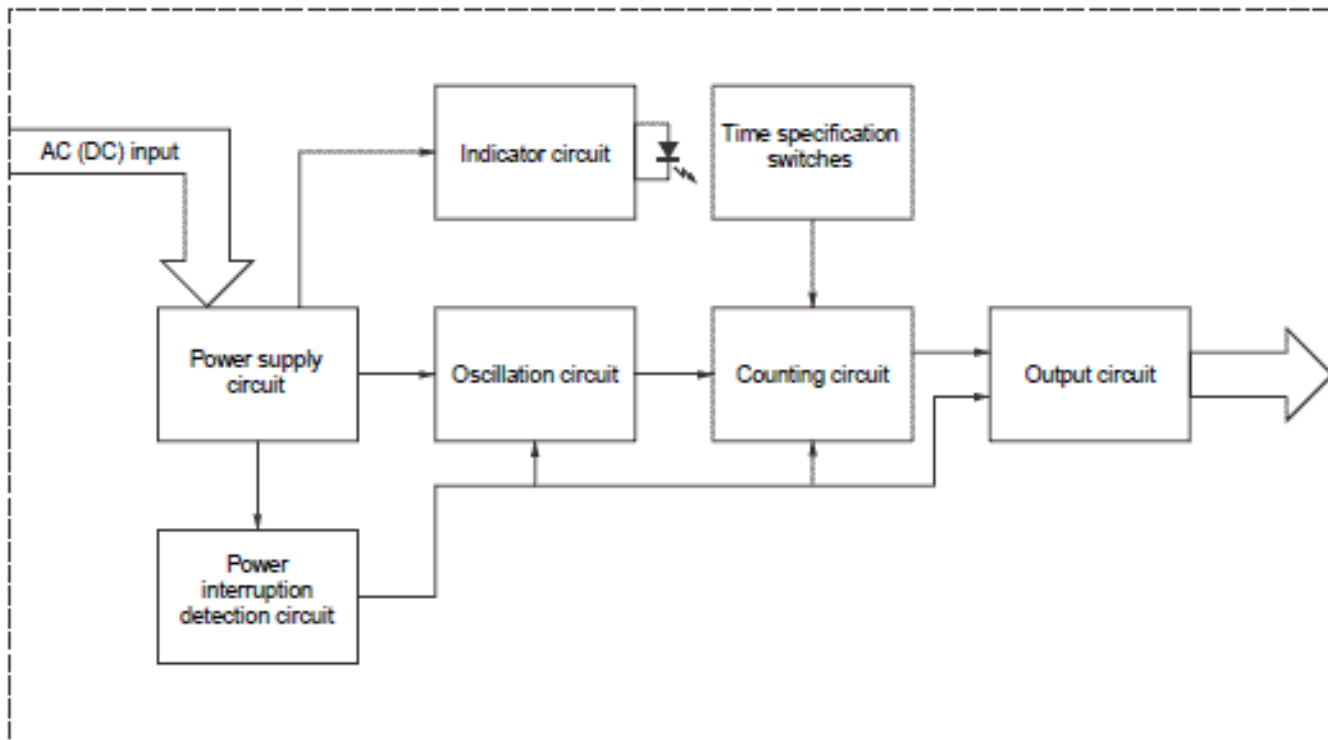 AC (DC) input
Indicator circuit
Time specification
switches
Power supply
circuit
Oscillation circuit
Counting circuit
Output circuit
Power
interruption
detection circuit